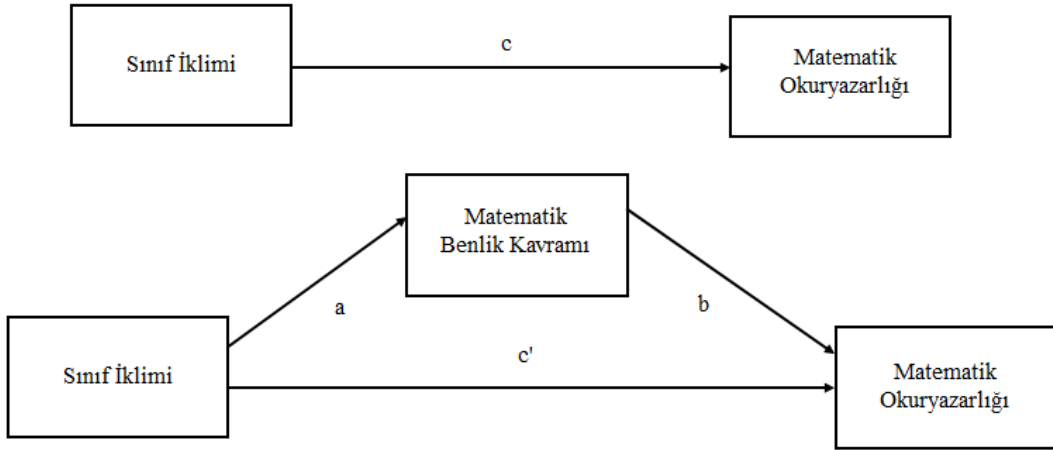 c
Sınıf İklimi
Matematik
Okuryazarlığı
Matematik
Benlik Kavramı
a
b
c'
Sınıf İklimi
Matematik
Okuryazarlığı